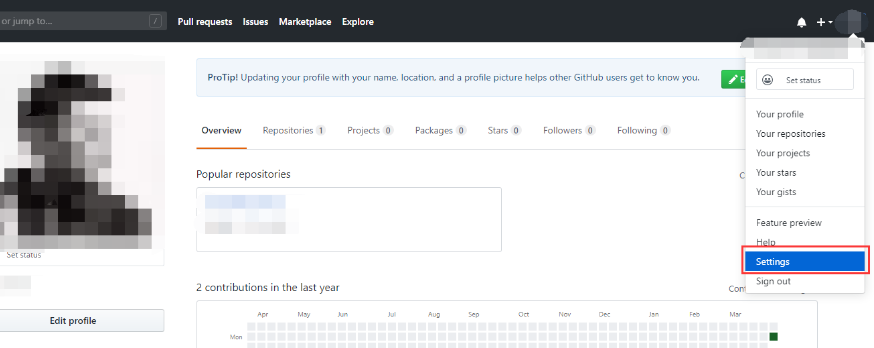 or jump to... / Pull requests Issues Marketplace Explore
ProTip! Updating your profile with your name, location, and a profile picture helps other GitHub users get to know you.
Set status
Overview Repositories 1 Projects 0 Packages 0 Stars 0 Followers 0 Following 0
Your profile
Your repositories
Your projects
Your stars
Your gists
Feature preview
Help
Settings
Sign out
Popular repositories
Set status
Edit profile
2 contributions in the last year
Apr May Jun Jul Aug Sep Oct Nov Dec Jan Feb Mar
Mon